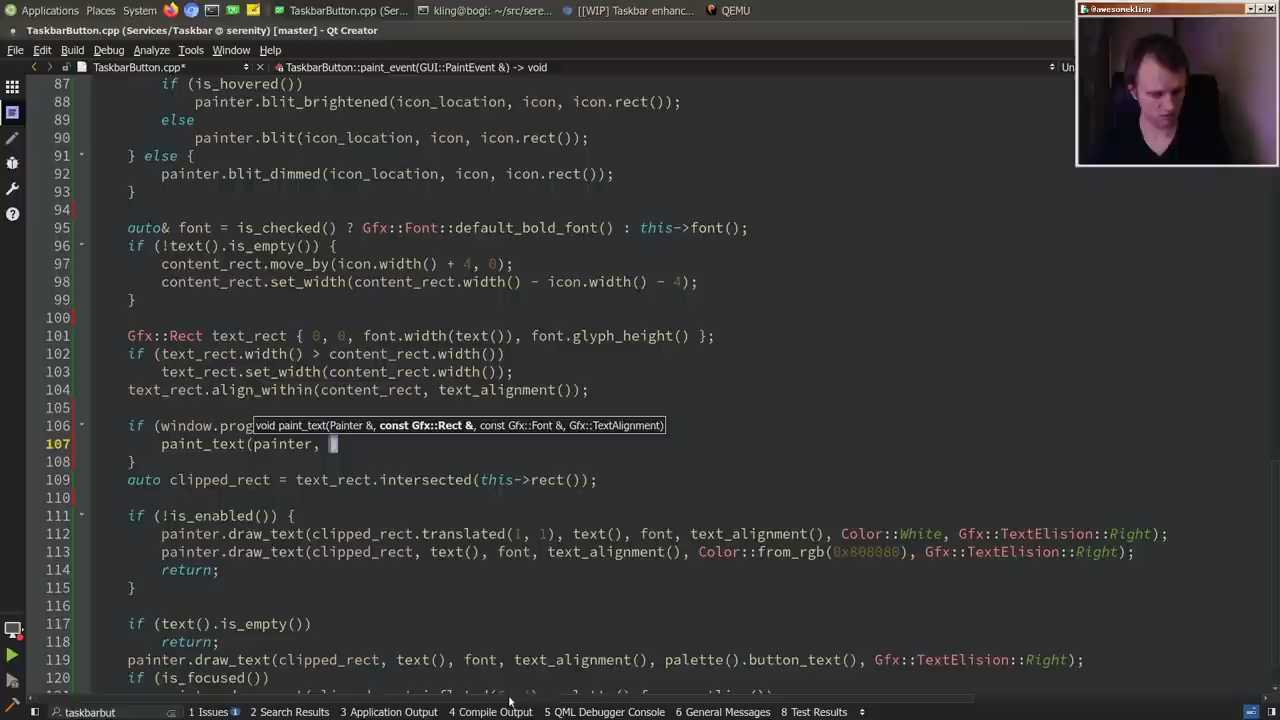 Applications Places System TaskbarButton.cpp (Ser... kling@bogi: ~/src/sere... [[WIP] Taskbar enhanc... QEMU
@awesomekling
TaskbarButton.cpp (Services/Taskbar @ serenity) [master] - Qt Creator
File Edit Build Debug Analyze Tools Window Help
TaskbarButton.cpp* TaskbarButton::paint_event(GUI::PaintEvent &) -> void Un
87 if (is_hovered())
88 painter.blit_brightened(icon_location, icon, icon.rect());
89 else
90 painter.blit(icon_location, icon, icon.rect());
91 } else {
92 painter.blit_dimmed(icon_location, icon, icon.rect());
93 }
94
95 auto& font = is_checked() ? Gfx::Font::default_bold_font() : this->font();
96 if (!text().is_empty()) {
97 content_rect.move_by(icon.width() + 4, 0);
98 content_rect.set_width(content_rect.width() - icon.width() - 4);
99 }
100
101 Gfx::Rect text_rect { 0, 0, font.width(text()), font.glyph_height() };
102 if (text_rect.width() > content_rect.width())
103 text_rect.set_width(content_rect.width());
104 text_rect.align_within(content_rect, text_alignment());
105
106 if (window.prog void paint_text(Painter &, const Gfx::Rect &, const Gfx::Font &, Gfx::TextAlignment)
107 paint_text(painter,
108 }
109 auto clipped_rect = text_rect.intersected(this->rect());
110
111 if (!is_enabled()) {
112 painter.draw_text(clipped_rect.translated(1, 1), text(), font, text_alignment(), Color::White, Gfx::TextElision::Right);
113 painter.draw_text(clipped_rect, text(), font, text_alignment(), Color::from_rgb(0x808080), Gfx::TextElision::Right);
114 return;
115 }
116
117 if (text().is_empty())
118 return;
119 painter.draw_text(clipped_rect, text(), font, text_alignment(), palette().button_text(), Gfx::TextElision::Right);
120 if (is_focused())
taskbarbut 1 Issues 1 2 Search Results 3 Application Output 4 Compile Output 5 QML Debugger Console 6 General Messages 8 Test Results